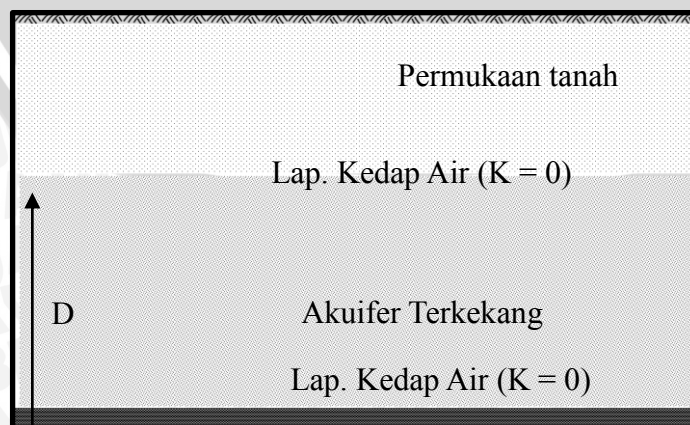 Permukaan tanah
Lap. Kedap Air (K = 0)
D
Akuifer Terkekang
Lap. Kedap Air (K = 0)